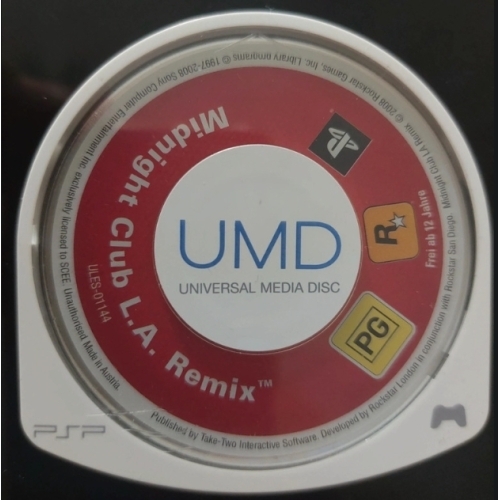 UMD
UNIVERSAL MEDIA DISC
Midnight Club L.A. Remix™
ULES-01144
PG
R
Frei ab 12 Jahre
© 2008 Rockstar Games, Inc. Library programs © 1997-2008 Sony Computer Entertainment Inc. exclusively licensed to SCEE. Unauthorised. Made in Austria.
Published by Take-Two Interactive Software. Developed by Rockstar London in conjunction with Rockstar San Diego. Midnight Club LA Remix
PSP